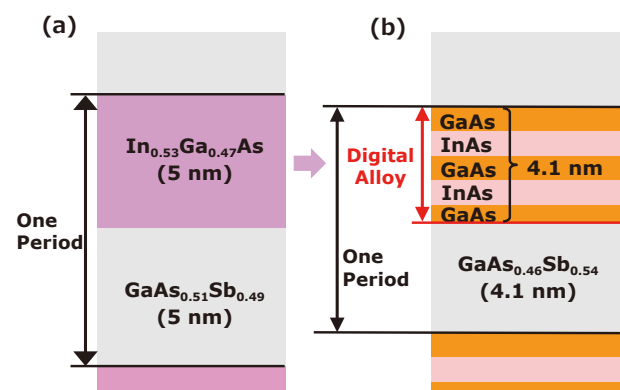 (a)
In0.53Ga0.47As
(5 nm)
One
Period
GaAs0.51Sb0.49
(5 nm)
(b)
GaAs
InAs
GaAs
InAs
GaAs
4.1 nm
Digital
Alloy
One
Period
GaAs0.46Sb0.54
(4.1 nm)